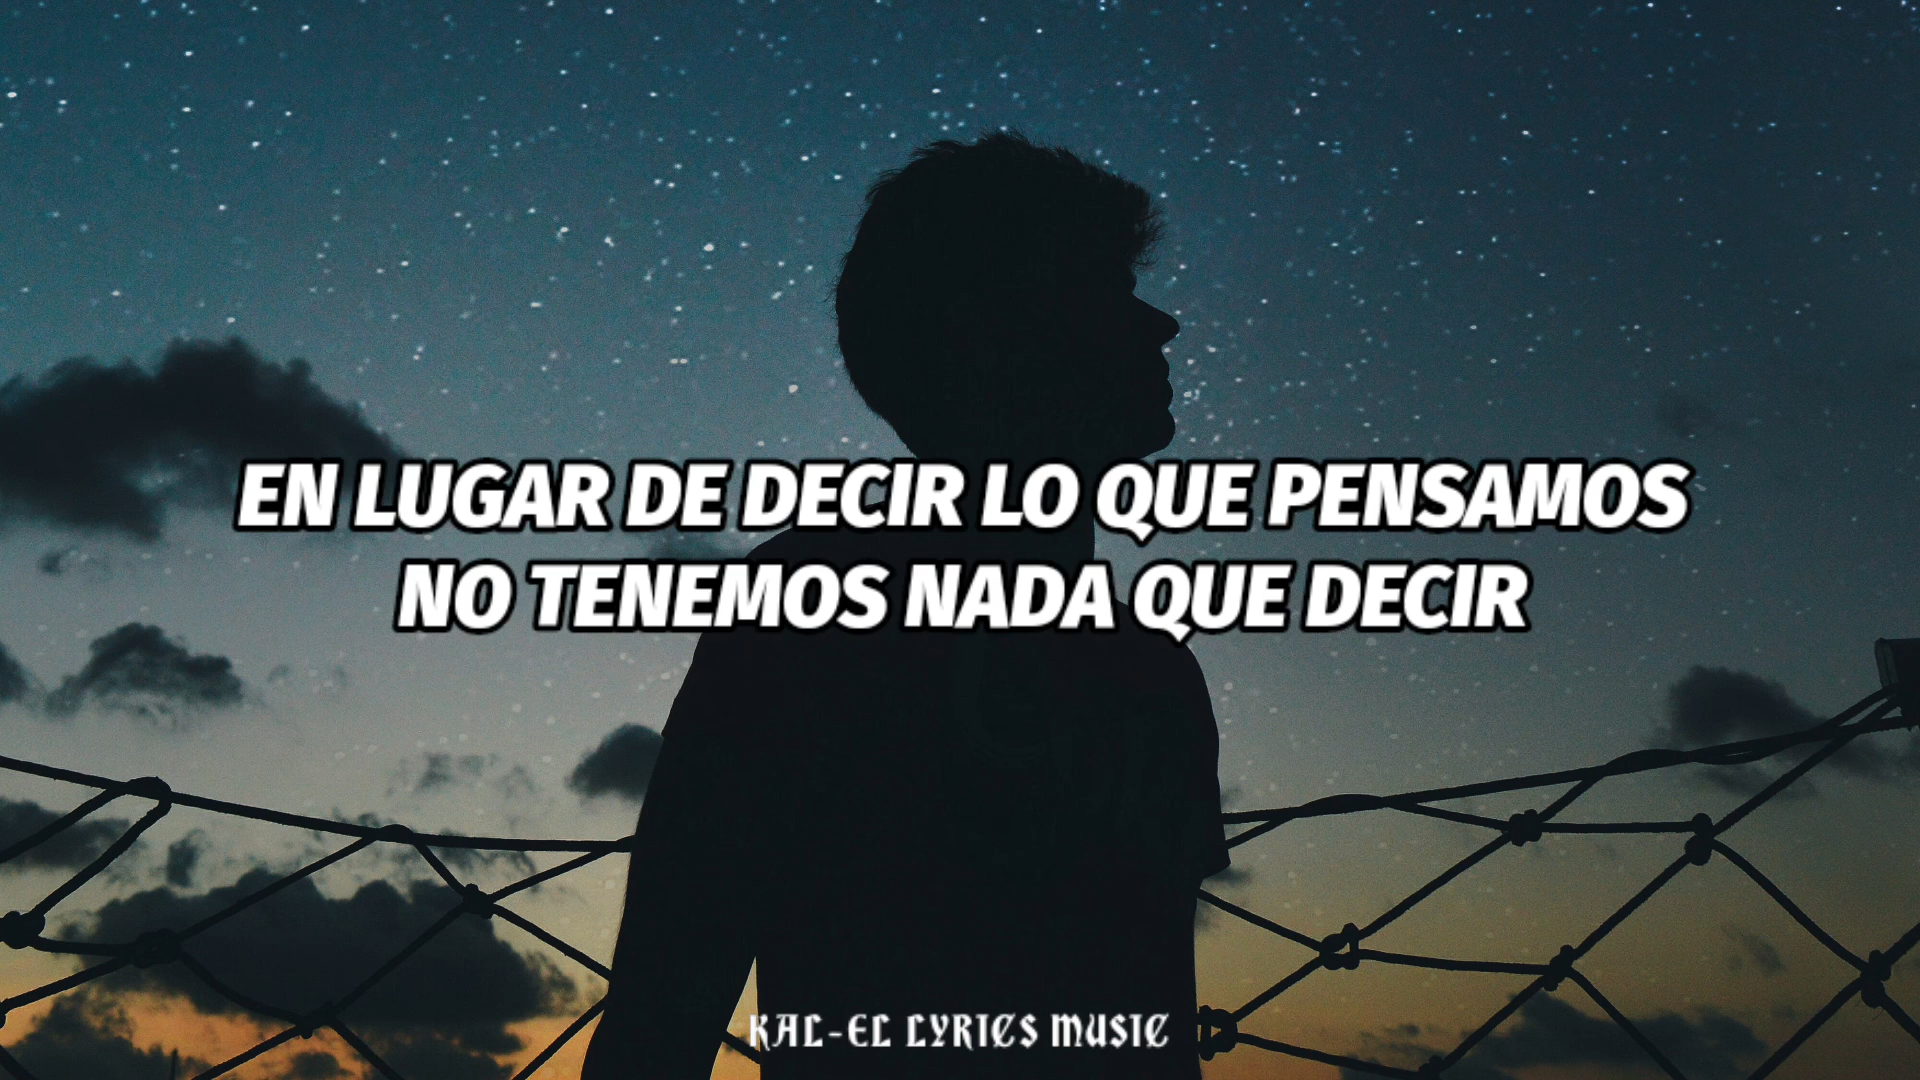 EN LUGAR DE DECIR LO QUE PENSAMOS
NO TENEMOS NADA QUE DECIR
KAL-EL LYRICS MUSIC